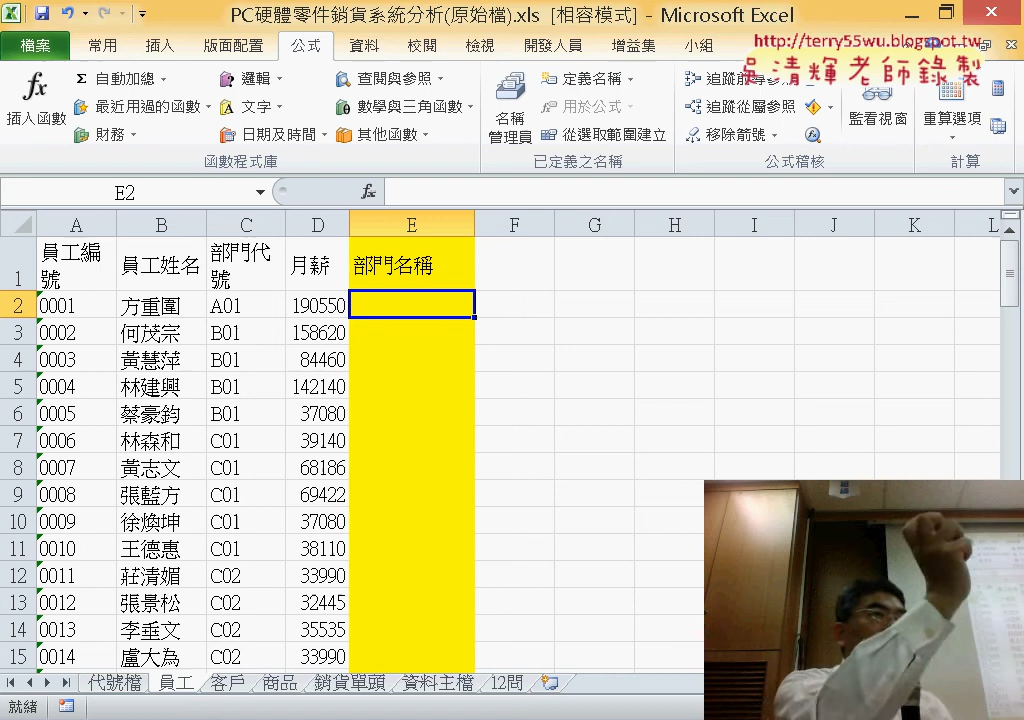 PC硬體零件銷貨系統分析(原始檔).xls [相容模式] - Microsoft Excel
檔案 常用 插入 版面配置 公式 資料 校閱 檢視 開發人員 增益集 小組
http://terry55wu.blogspot.tw
吳清輝老師錄製
fx 插入函數
Σ 自動加總
最近用過的函數
財務
邏輯
文字
日期及時間
查閱與參照
數學與三角函數
其他函數
函數程式庫
名稱管理員
定義名稱
用於公式
從選取範圍建立
已定義之名稱
追蹤前導參照
追蹤從屬參照
移除箭號
公式稽核
監看視窗
重算選項
計算
E2 fx
A B C D E F G H I J K L
1 員工編號 員工姓名 部門代號 月薪 部門名稱
2 0001 方重圍 A01 190550
3 0002 何茂宗 B01 158620
4 0003 黃慧萍 B01 84460
5 0004 林建興 B01 142140
6 0005 蔡豪鈞 B01 37080
7 0006 林森和 C01 39140
8 0007 黃志文 C01 68186
9 0008 張藍方 C01 69422
10 0009 徐煥坤 C01 37080
11 0010 王德惠 C01 38110
12 0011 莊清媚 C02 33990
13 0012 張景松 C02 32445
14 0013 李垂文 C02 35535
15 0014 盧大為 C02 33990
代號檔 員工 客戶 商品 銷貨單頭 資料主檔 12問
就緒